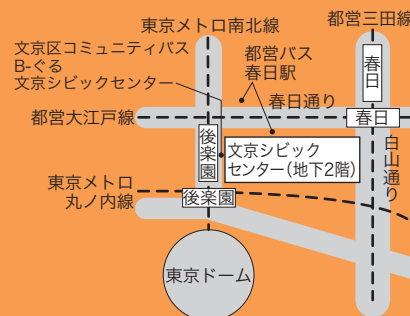 東京メトロ南北線
都営三田線
文京区コミュニティバス
B-ぐる
文京シビックセンター
都営バス
春日駅
春日
春日通り
都営大江戸線
春日
後楽園
文京シビック
センター(地下2階)
白山通り
東京メトロ
丸ノ内線
後楽園
東京ドーム